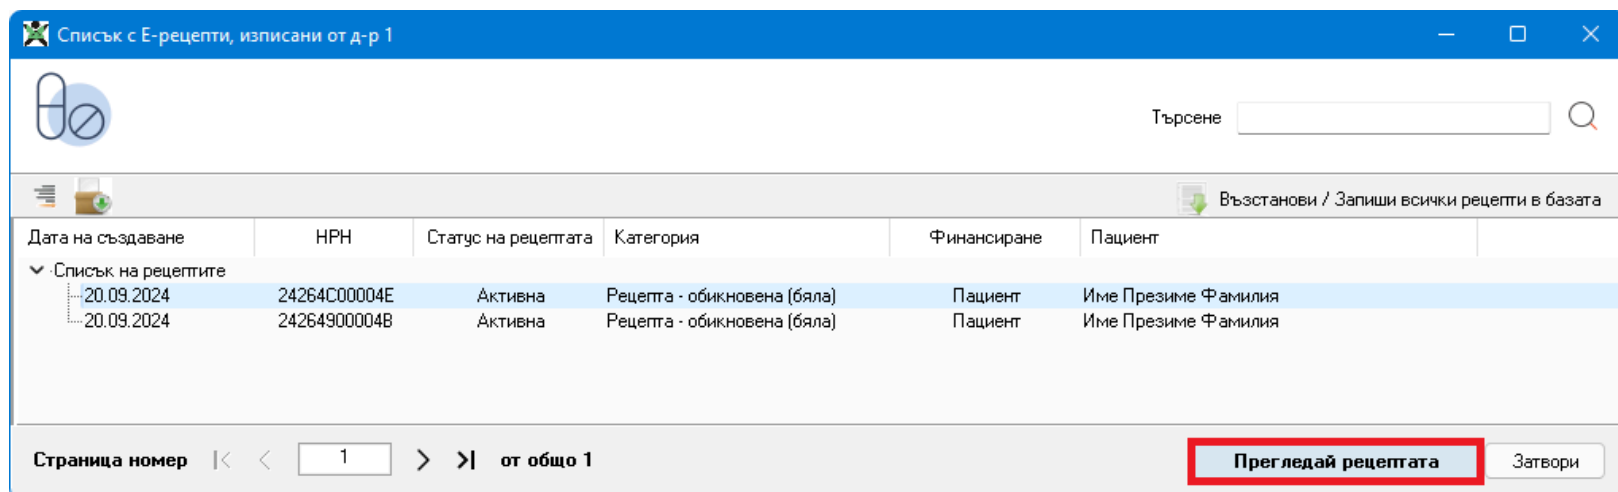 Списък с Е-рецепти, изписани от д-р 1
Търсене
Възстанови / Запиши всички рецепти в базата
Дата на създаване НРН Статус на рецептата Категория Финансиране Пациент
Списък на рецептите
20.09.2024 24264C00004E Активна Рецепта - обикновена (бяла) Пациент Име Презиме Фамилия
20.09.2024 24264900004B Активна Рецепта - обикновена (бяла) Пациент Име Презиме Фамилия
Страница номер 1 от общо 1 Прегледай рецептата Затвори